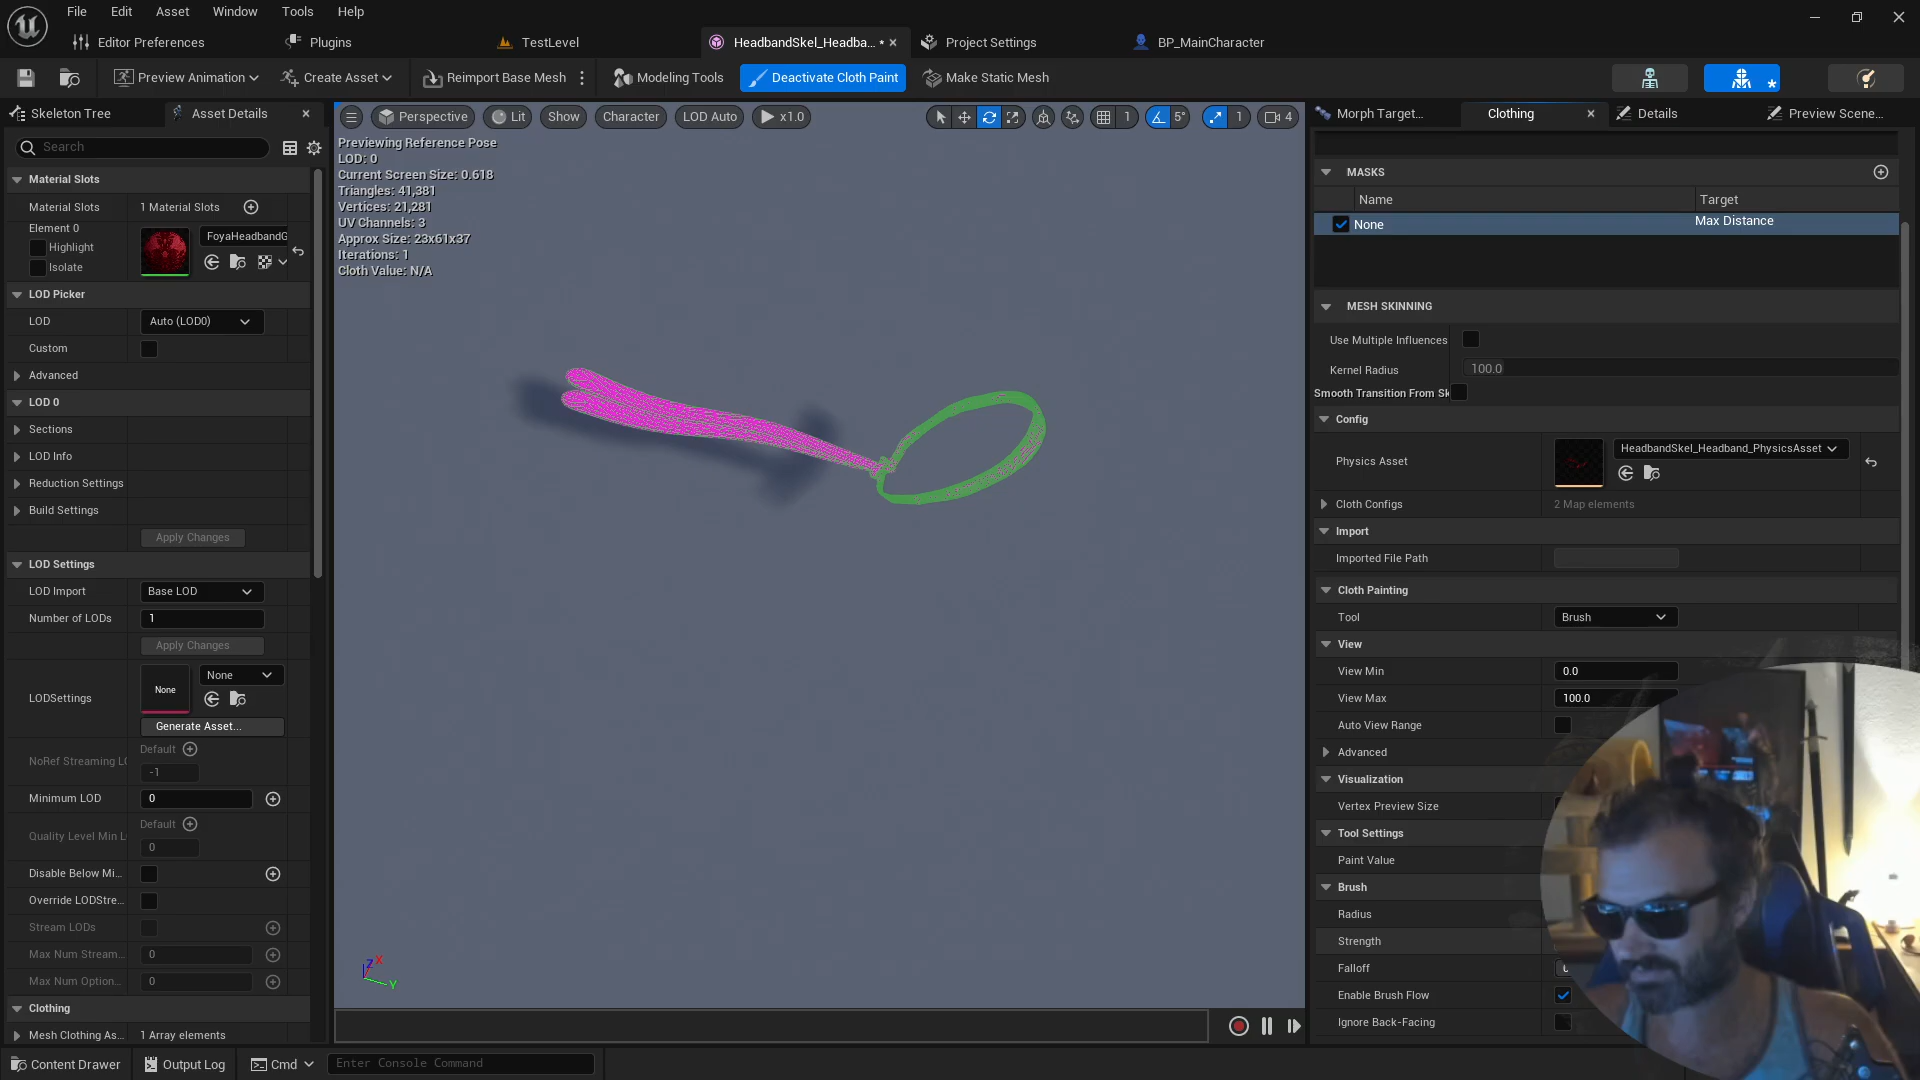 File Edit Asset Window Tools Help
Editor Preferences Plugins TestLevel HeadbandSkel_Headba... * Project Settings BP_MainCharacter
Preview Animation Create Asset Reimport Base Mesh Modeling Tools Deactivate Cloth Paint Make Static Mesh
Skeleton Tree Asset Details
Search
Material Slots
Material Slots 1 Material Slots
Element 0
Highlight
Isolate
FoyaHeadbandG
LOD Picker
LOD Auto (LOD0)
Custom
Advanced
LOD 0
Sections
LOD Info
Reduction Settings
Build Settings
Apply Changes
LOD Settings
LOD Import Base LOD
Number of LODs 1
Apply Changes
LODSettings None None
Generate Asset...
Default
NoRef Streaming LO
-1
Minimum LOD 0
Default
Quality Level Min L
0
Disable Below Mi...
Override LODStre...
Stream LODs
Max Num Stream... 0
Max Num Option... 0
Clothing
Mesh Clothing As... 1 Array elements
Perspective Lit Show Character LOD Auto x1.0 1 5° 1 4
Previewing Reference Pose
LOD: 0
Current Screen Size: 0.618
Triangles: 41,381
Vertices: 21,281
UV Channels: 3
Approx Size: 23x61x37
Iterations: 1
Cloth Value: N/A
Z X
Y
Morph Target... Clothing Details Preview Scene...
MASKS
Name Target
None Max Distance
MESH SKINNING
Use Multiple Influences
Kernel Radius 100.0
Smooth Transition From Sk
Config
Physics Asset HeadbandSkel_Headband_PhysicsAsset
Cloth Configs 2 Map elements
Import
Imported File Path
Cloth Painting
Tool Brush
View
View Min 0.0
View Max 100.0
Auto View Range
Advanced
Visualization
Vertex Preview Size
Tool Settings
Paint Value
Brush
Radius
Strength
Falloff
Enable Brush Flow
Ignore Back-Facing
Content Drawer Output Log Cmd Enter Console Command